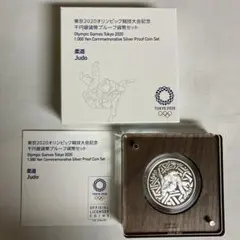 東京2020オリンピック競技大会記念
千円銀貨幣プルーフ貨幣セット
Olympic Games Tokyo 2020
1,000 Yen Commemorative Silver Proof Coin Set
柔道
Judo
TOKYO 2020
東京2020オリンピック競技大会記念
千円銀貨幣プルーフ貨幣セット
Olympic Games Tokyo 2020
1,000 Yen Commemorative Silver Proof Coin Set
柔道
Judo
OFFICIAL
LICENSED